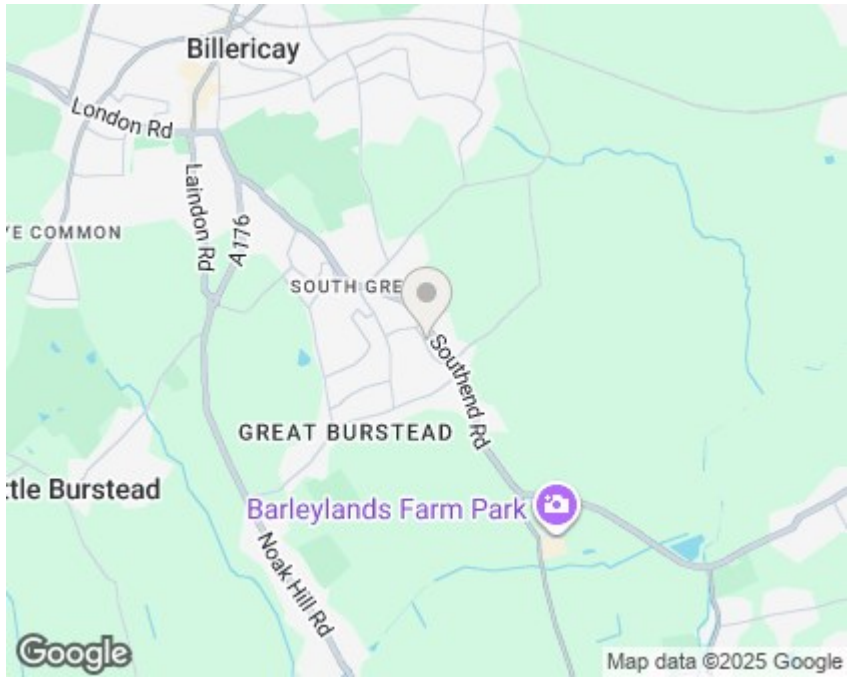 Billericay
London Rd
Laindon Rd
A176
YE COMMON
SOUTH GRE
Southend Rd
GREAT BURSTEAD
ttle Burstead
Barleylands Farm Park
Noak Hill Rd
Google
Map data ©2025 Google